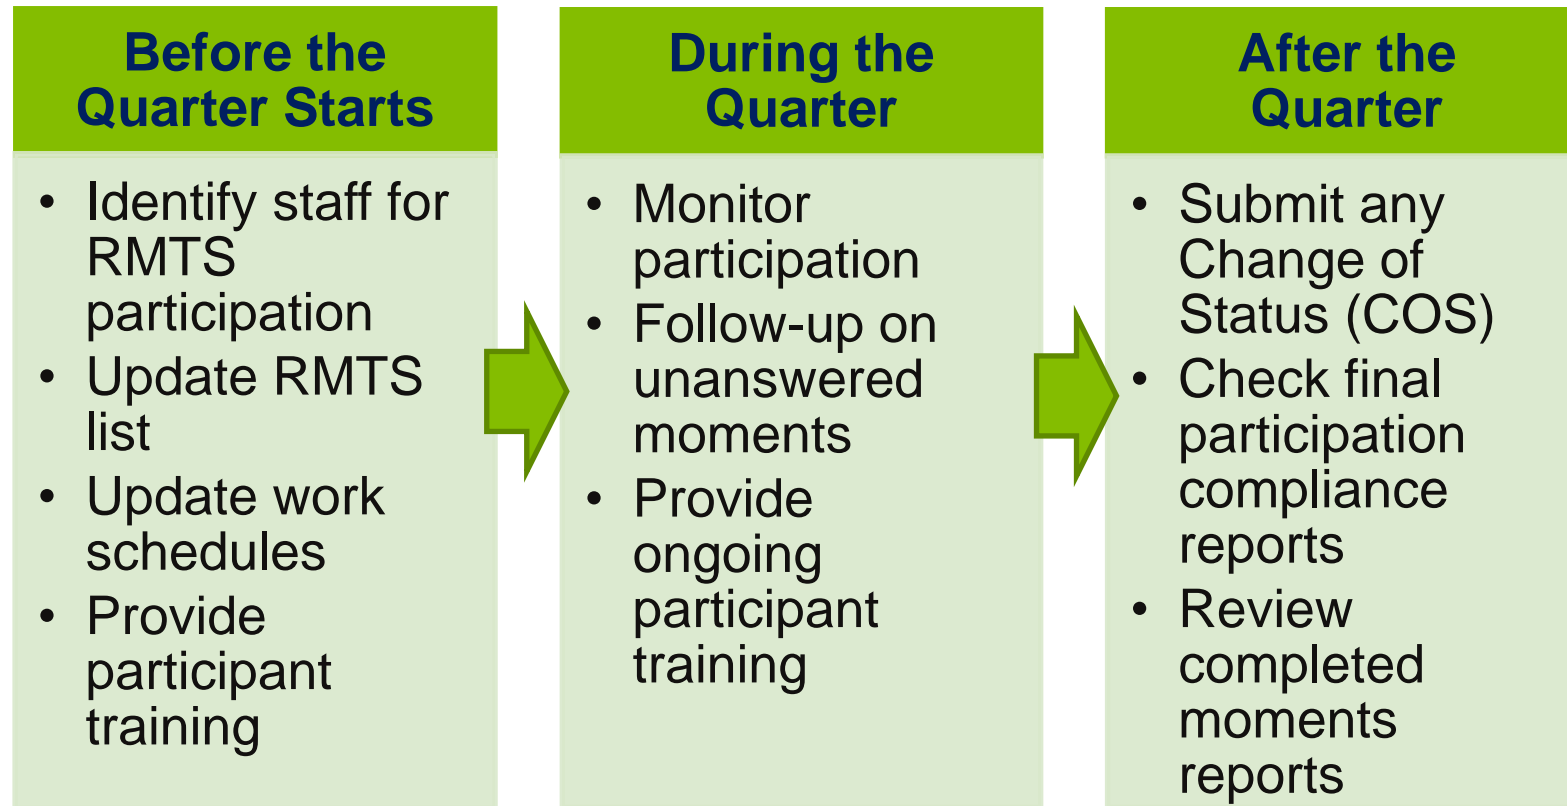 Before the
Quarter Starts
• Identify staff for
RMTS
participation
• Update RMTS
list
• Update work
schedules
• Provide
participant
training
During the
Quarter
• Monitor
participation
• Follow-up on
unanswered
moments
• Provide
ongoing
participant
training
After the
Quarter
• Submit any
Change of
Status (COS)
• Check final
participation
compliance
reports
• Review
completed
moments
reports